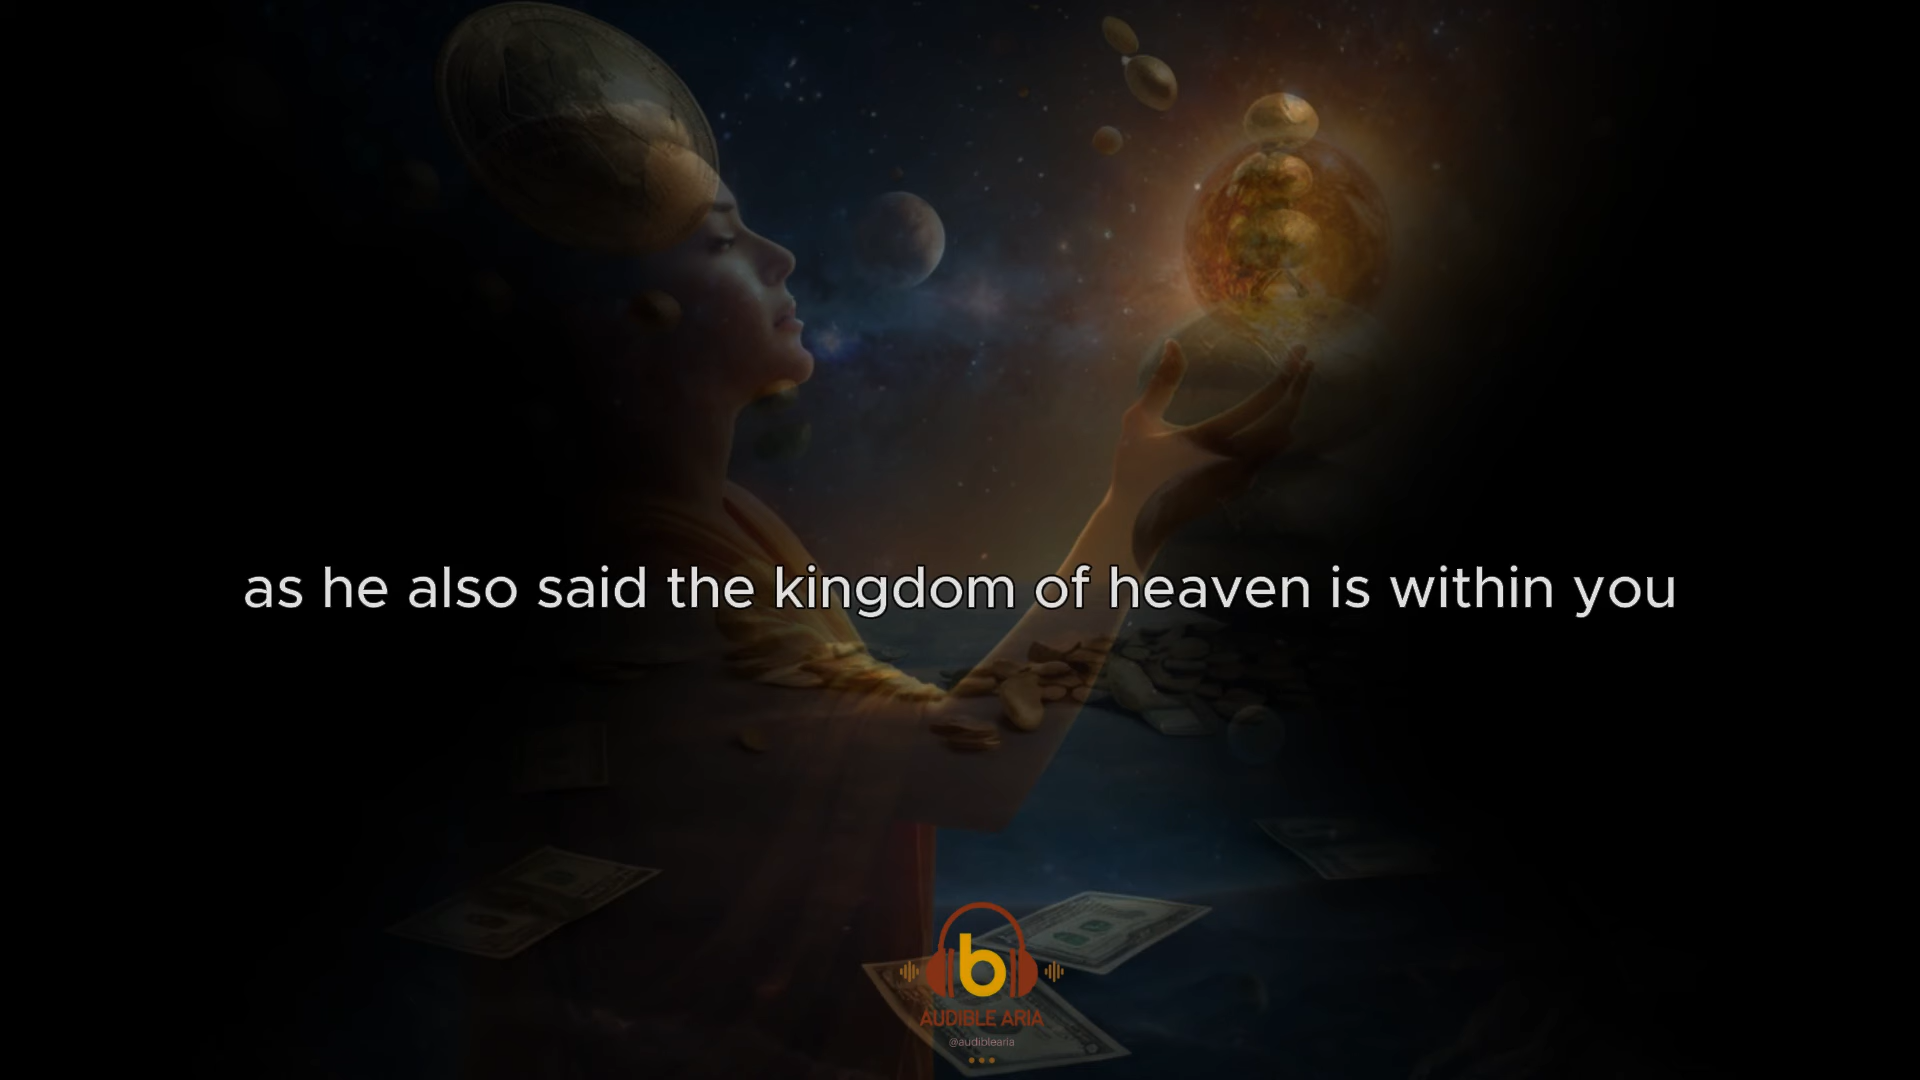 as he also said the kingdom of heaven is within you
b
AUDIBLE ARIA
@audiblearia